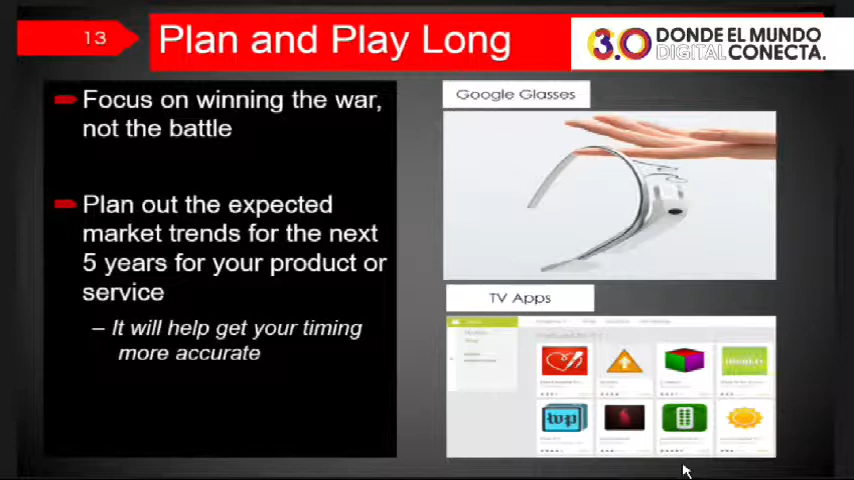 13
Plan and Play Long
3.0 DONDE EL MUNDO
DIGITAL CONECTA.
Focus on winning the war,
not the battle
Plan out the expected
market trends for the next
5 years for your product or
service
– It will help get your timing
more accurate
Google Glasses
TV Apps
wp